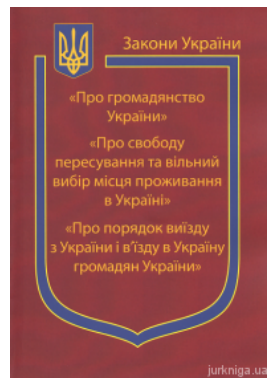 Закони України
«Про громадянство
України»
«Про свободу
пересування та вільний
вибір місця проживання
в Україні»
«Про порядок виїзду
з України і в'їзду в Україну
громадян України»
jurkniga.ua